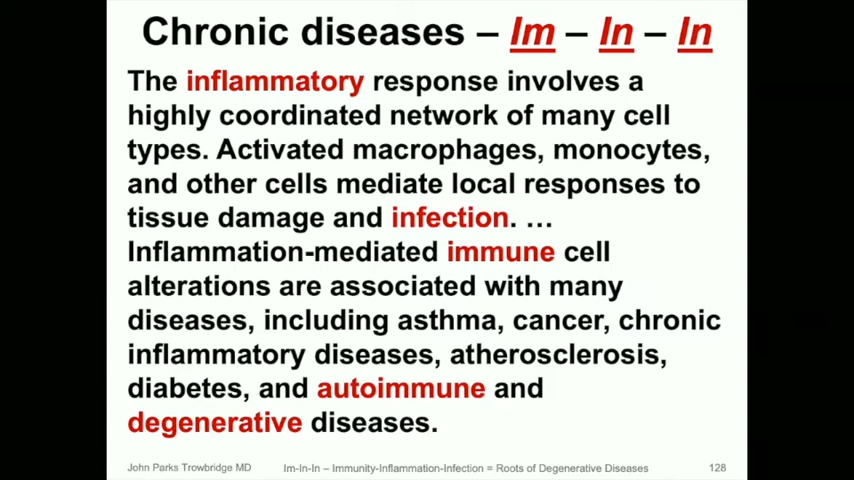 Chronic diseases – Im – In – In
The inflammatory response involves a
highly coordinated network of many cell
types. Activated macrophages, monocytes,
and other cells mediate local responses to
tissue damage and infection. …
Inflammation-mediated immune cell
alterations are associated with many
diseases, including asthma, cancer, chronic
inflammatory diseases, atherosclerosis,
diabetes, and autoimmune and
degenerative diseases.
John Parks Trowbridge MD Im-In-In – Immunity-Inflammation-Infection = Roots of Degenerative Diseases 128